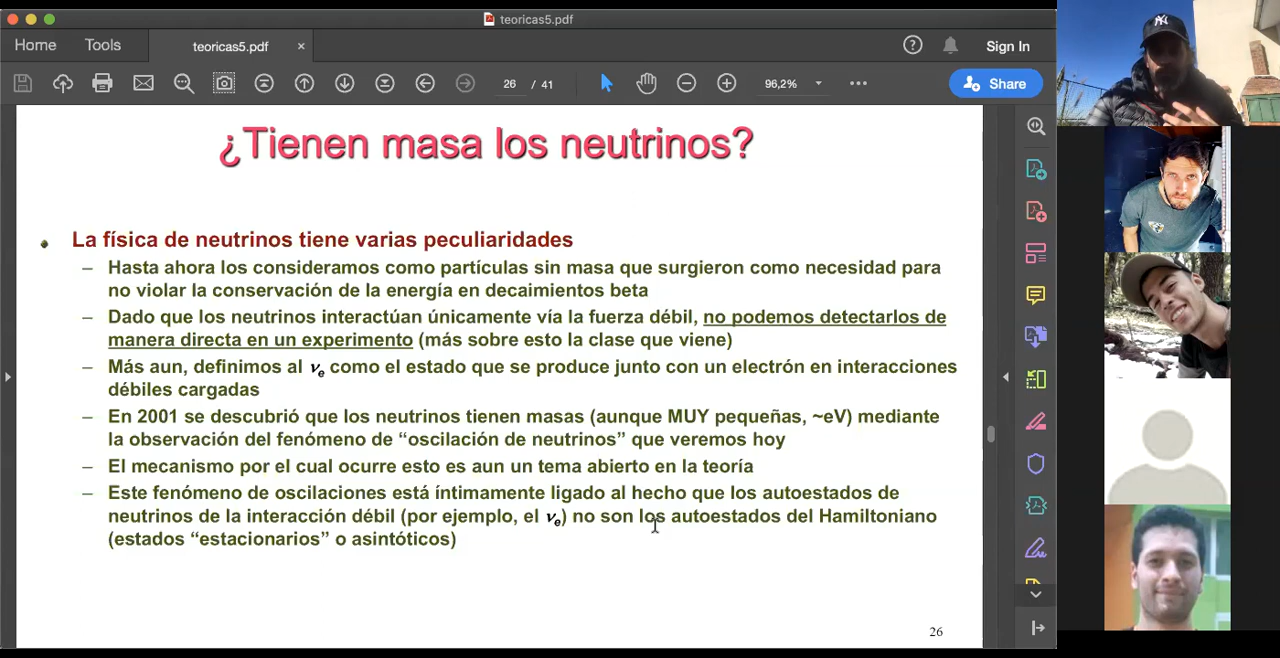 teoricas5.pdf
Home
Tools
teoricas5.pdf
×
Sign In
26 / 41
96,2%
Share
¿Tienen masa los neutrinos?
La física de neutrinos tiene varias peculiaridades
– Hasta ahora los consideramos como partículas sin masa que surgieron como necesidad para
no violar la conservación de la energía en decaimientos beta
– Dado que los neutrinos interactúan únicamente vía la fuerza débil, no podemos detectarlos de
manera directa en un experimento (más sobre esto la clase que viene)
– Más aun, definimos al νe como el estado que se produce junto con un electrón en interacciones
débiles cargadas
– En 2001 se descubrió que los neutrinos tienen masas (aunque MUY pequeñas, ~eV) mediante
la observación del fenómeno de “oscilación de neutrinos” que veremos hoy
– El mecanismo por el cual ocurre esto es aun un tema abierto en la teoría
– Este fenómeno de oscilaciones está íntimamente ligado al hecho que los autoestados de
neutrinos de la interacción débil (por ejemplo, el νe) no son los autoestados del Hamiltoniano
(estados “estacionarios” o asintóticos)
26